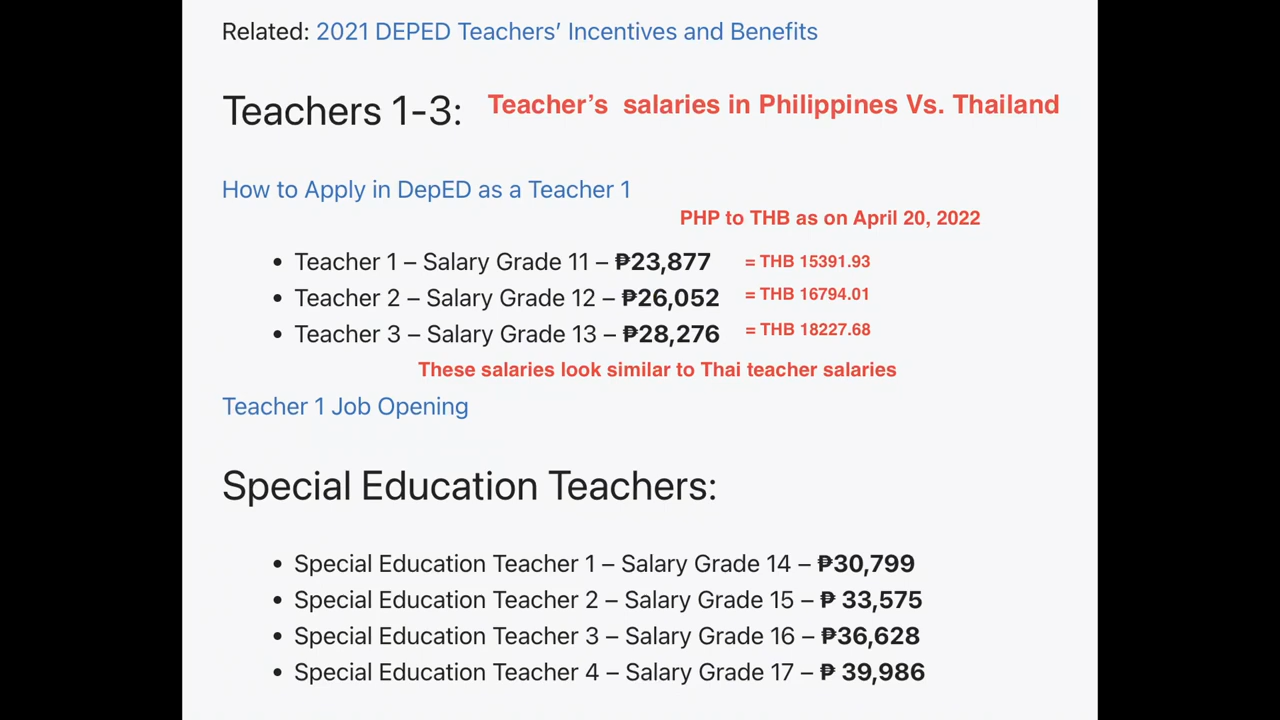 Related: 2021 DEPED Teachers’ Incentives and Benefits
Teachers 1-3: Teacher’s salaries in Philippines Vs. Thailand
How to Apply in DepED as a Teacher 1
PHP to THB as on April 20, 2022
• Teacher 1 – Salary Grade 11 – ₱23,877 = THB 15391.93
• Teacher 2 – Salary Grade 12 – ₱26,052 = THB 16794.01
• Teacher 3 – Salary Grade 13 – ₱28,276 = THB 18227.68
These salaries look similar to Thai teacher salaries
Teacher 1 Job Opening
Special Education Teachers:
• Special Education Teacher 1 – Salary Grade 14 – ₱30,799
• Special Education Teacher 2 – Salary Grade 15 – ₱ 33,575
• Special Education Teacher 3 – Salary Grade 16 – ₱36,628
• Special Education Teacher 4 – Salary Grade 17 – ₱ 39,986